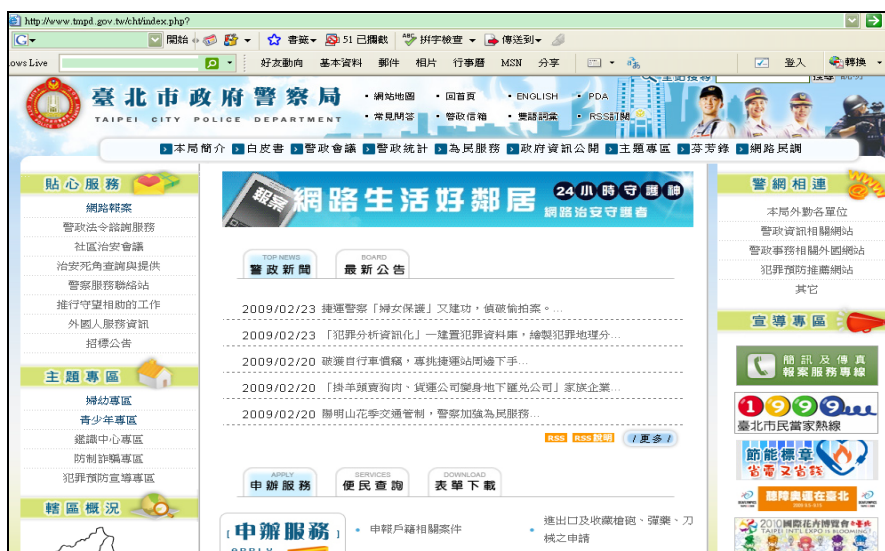 http://www.tmpd.gov.tw/cht/index.php?
開始
書籤
51 已攔截
拼字檢查
傳送到
ows Live
好友動向 基本資料 郵件 相片 行事曆 MSN 分享
登入
轉換
臺北市政府警察局
TAIPEI CITY POLICE DEPARTMENT
・網站地圖 ・回首頁 ・ENGLISH ・PDA
・常見問答 ・警政信箱 ・雙語詞彙 ・RSS訂閱
本局簡介 白皮書 警政會議 警政統計 為民服務 政府資訊公開 主題專區 芬芳錄 網路民調
貼心服務
網路報案
警政法令諮詢服務
社區治安會議
治安死角查詢與提供
警察服務聯絡站
推行守望相助的工作
外國人服務資訊
招標公告
主題專區
婦幼專區
青少年專區
鑑識中心專區
防制詐騙專區
犯罪預防宣導專區
轄區概況
報案
網路生活好鄰居
24小時守護神
網路治安守護者
TOP NEWS
警政新聞
BOARD
最新公告
2009/02/23 捷運警察「婦女保護」又建功，偵破偷拍案。...
2009/02/23 「犯罪分析資訊化」—建置犯罪資料庫，繪製犯罪地理分...
2009/02/20 破獲自行車慣竊，專挑捷運站周邊下手...
2009/02/20 「掛羊頭賣狗肉、貨運公司變身地下匯兌公司」家族企業...
2009/02/20 陽明山花季交通管制，警察加強為民服務...
RSS RSS說明 /更多/
APPLY
申辦服務
SERVICES
便民查詢
DOWNLOAD
表單下載
申辦服務
・申報戶籍相關案件
・進出口及收藏槍砲、彈藥、刀械之申請
警網相連
本局外勤各單位
警政資訊相關網站
警政事務相關外國網站
犯罪預防推薦網站
其它
宣導專區
簡訊及傳真
報案服務專線
1999
臺北市民當家熱線
節能標章
省電又省錢
聽障奧運在臺北
2010國際花卉博覽會
TAIPEI INT'L EXPO IS BLOOMING!